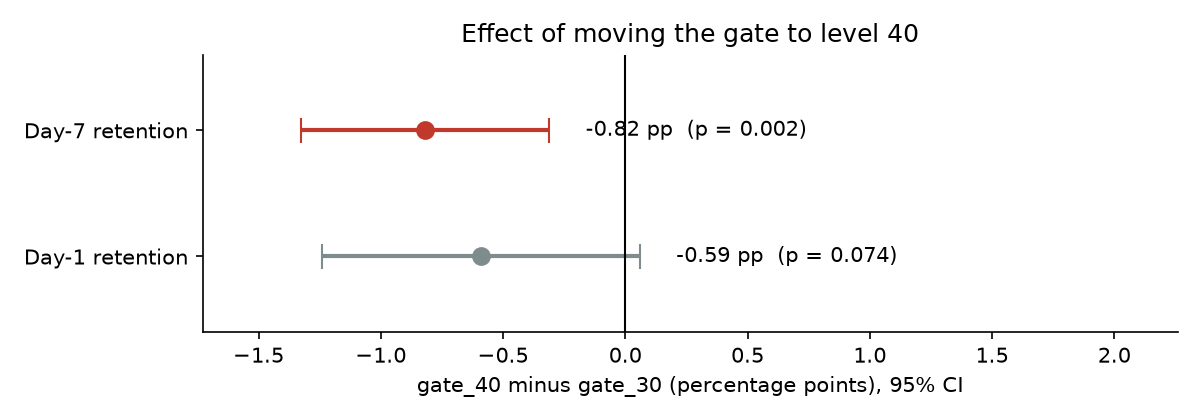 Effect of moving the gate to level 40
Day-7 retention
-0.82 pp  (p = 0.002)
Day-1 retention
-0.59 pp  (p = 0.074)
−1.5 −1.0 −0.5 0.0 0.5 1.0 1.5 2.0
gate_40 minus gate_30 (percentage points), 95% CI